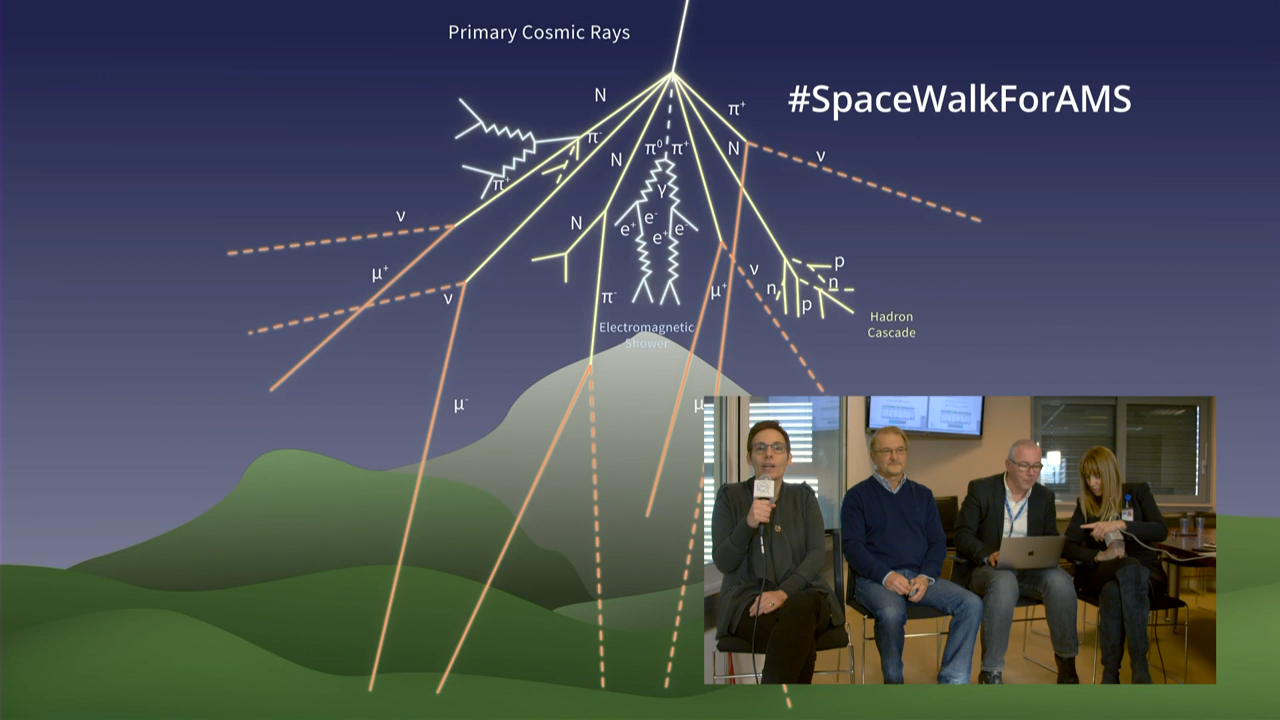 Primary Cosmic Rays
#SpaceWalkForAMS
N
π⁺
π⁻
N
π⁰
π⁺
N
ν
π⁺
γ
ν
N
e⁺
e⁻
e⁺
e⁻
μ⁺
ν
ν
p
n
n
p
π⁻
μ⁺
Hadron
Cascade
Electromagnetic
Shower
μ⁻
μ